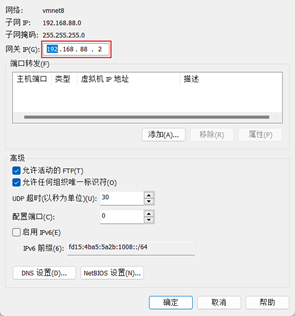 网络: vmnet8
子网 IP: 192.168.88.0
子网掩码: 255.255.255.0
网关 IP(G): 192 . 168 . 88 . 2
端口转发(F)
主机端口 类型 虚拟机 IP 地址 描述
添加(A)... 移除(R) 属性(P)
高级
允许活动的 FTP(T)
允许任何组织唯一标识符(O)
UDP 超时(以秒为单位)(U): 30
配置端口(C): 0
启用 IPv6(E)
IPv6 前缀(6): fd15:4ba5:5a2b:1008::/64
DNS 设置(D)... NetBIOS 设置(N)...
确定 取消 帮助